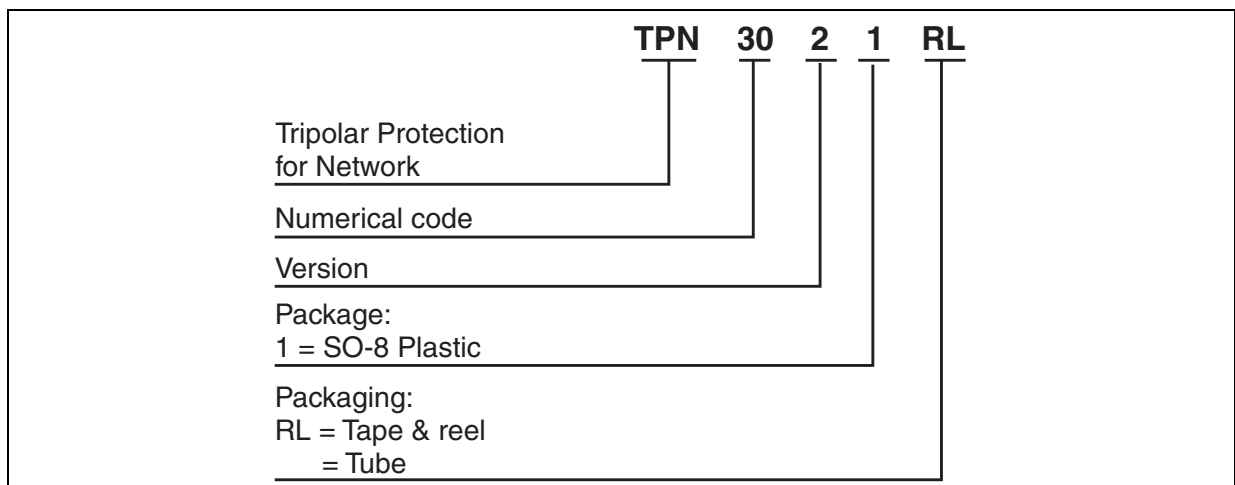 TPN 30 2 1 RL
Tripolar Protection
for Network
Numerical code
Version
Package:
1 = SO-8 Plastic
Packaging:
RL = Tape & reel
= Tube